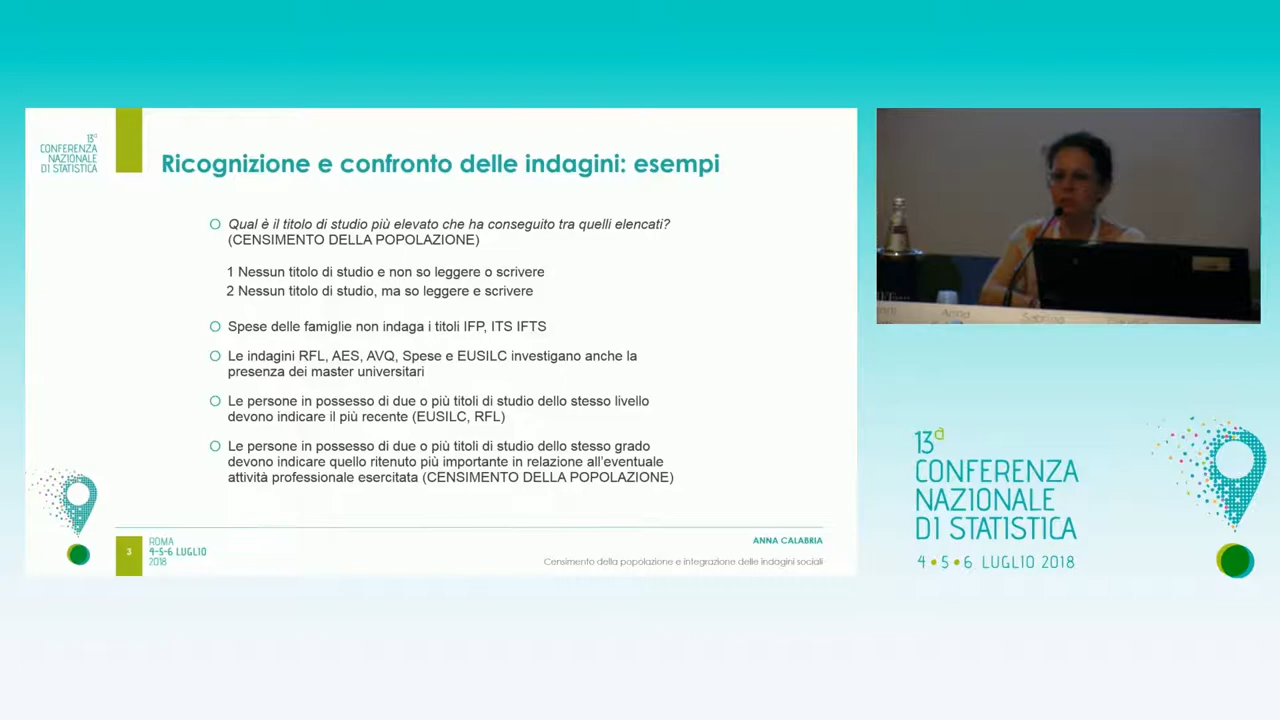 13ª
CONFERENZA
NAZIONALE
DI STATISTICA
Ricognizione e confronto delle indagini: esempi
Qual è il titolo di studio più elevato che ha conseguito tra quelli elencati?
(CENSIMENTO DELLA POPOLAZIONE)
1 Nessun titolo di studio e non so leggere o scrivere
2 Nessun titolo di studio, ma so leggere e scrivere
Spese delle famiglie non indaga i titoli IFP, ITS IFTS
Le indagini RFL, AES, AVQ, Spese e EUSILC investigano anche la
presenza dei master universitari
Le persone in possesso di due o più titoli di studio dello stesso livello
devono indicare il più recente (EUSILC, RFL)
Le persone in possesso di due o più titoli di studio dello stesso grado
devono indicare quello ritenuto più importante in relazione all'eventuale
attività professionale esercitata (CENSIMENTO DELLA POPOLAZIONE)
3
ROMA
4-5-6 LUGLIO
2018
ANNA CALABRIA
Censimento della popolazione e integrazione delle indagini sociali
Anna
13ª
CONFERENZA
NAZIONALE
DI STATISTICA
4 • 5 • 6 LUGLIO 2018